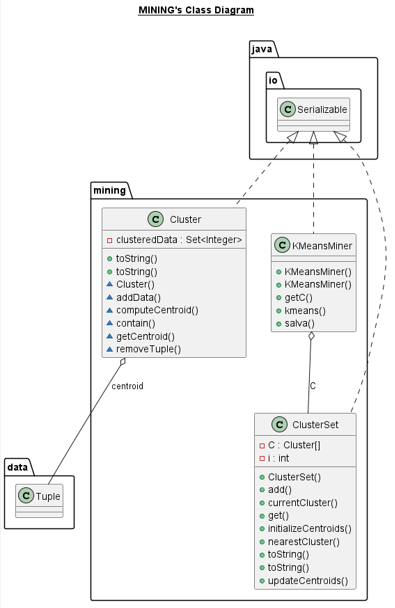 MINING's Class Diagram
java
io
C Serializable
mining
C Cluster
clusteredData : Set<Integer>
toString()
toString()
Cluster()
addData()
computeCentroid()
contain()
getCentroid()
removeTuple()
C KMeansMiner
KMeansMiner()
KMeansMiner()
getC()
kmeans()
salva()
centroid
C
C ClusterSet
C : Cluster[]
i : int
ClusterSet()
add()
currentCluster()
get()
initializeCentroids()
nearestCluster()
toString()
toString()
updateCentroids()
data
C Tuple